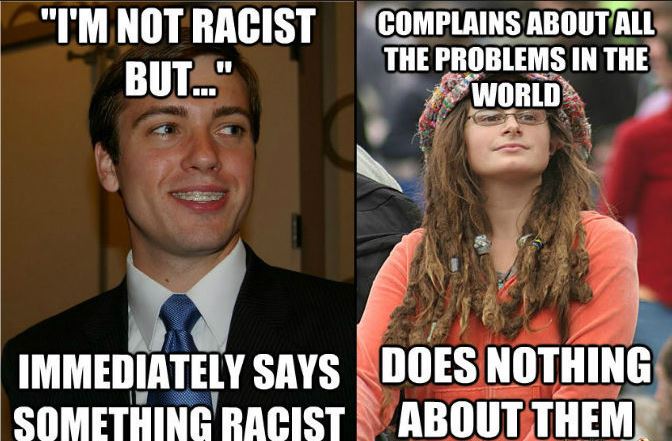 "I'M NOT RACIST
BUT..."
IMMEDIATELY SAYS
SOMETHING RACIST
COMPLAINS ABOUT ALL
THE PROBLEMS IN THE
WORLD
DOES NOTHING
ABOUT THEM